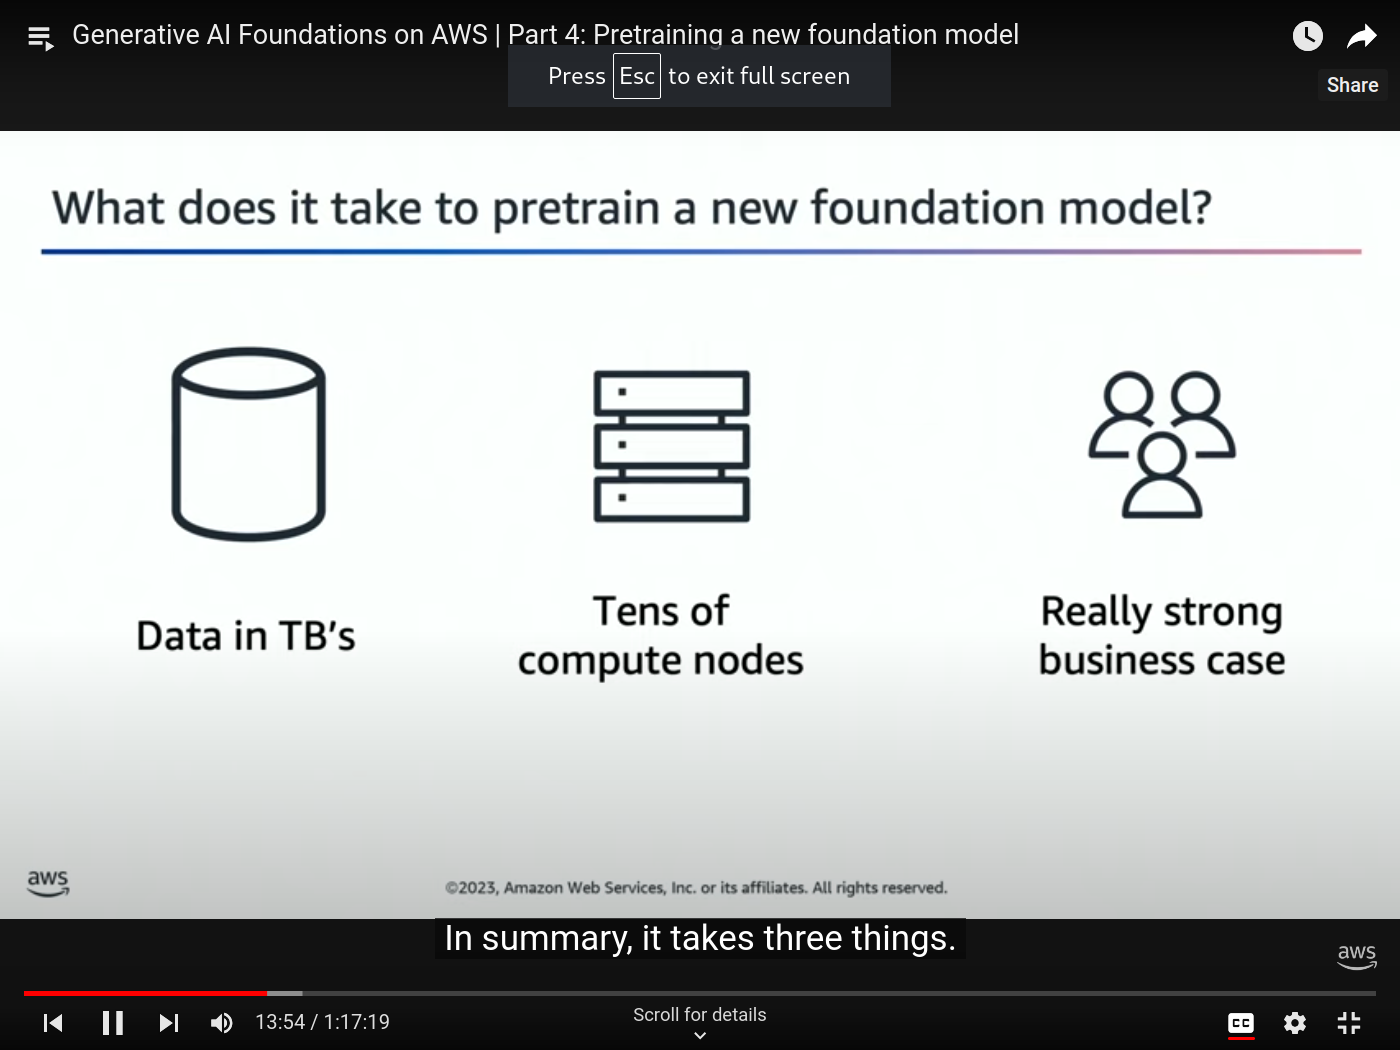 Generative AI Foundations on AWS | Part 4: Pretraining a new foundation model
Press Esc to exit full screen
Share
What does it take to pretrain a new foundation model?
Data in TB's
Tens of
compute nodes
Really strong
business case
aws
©2023, Amazon Web Services, Inc. or its affiliates. All rights reserved.
In summary, it takes three things.
aws
13:54 / 1:17:19
Scroll for details
CC